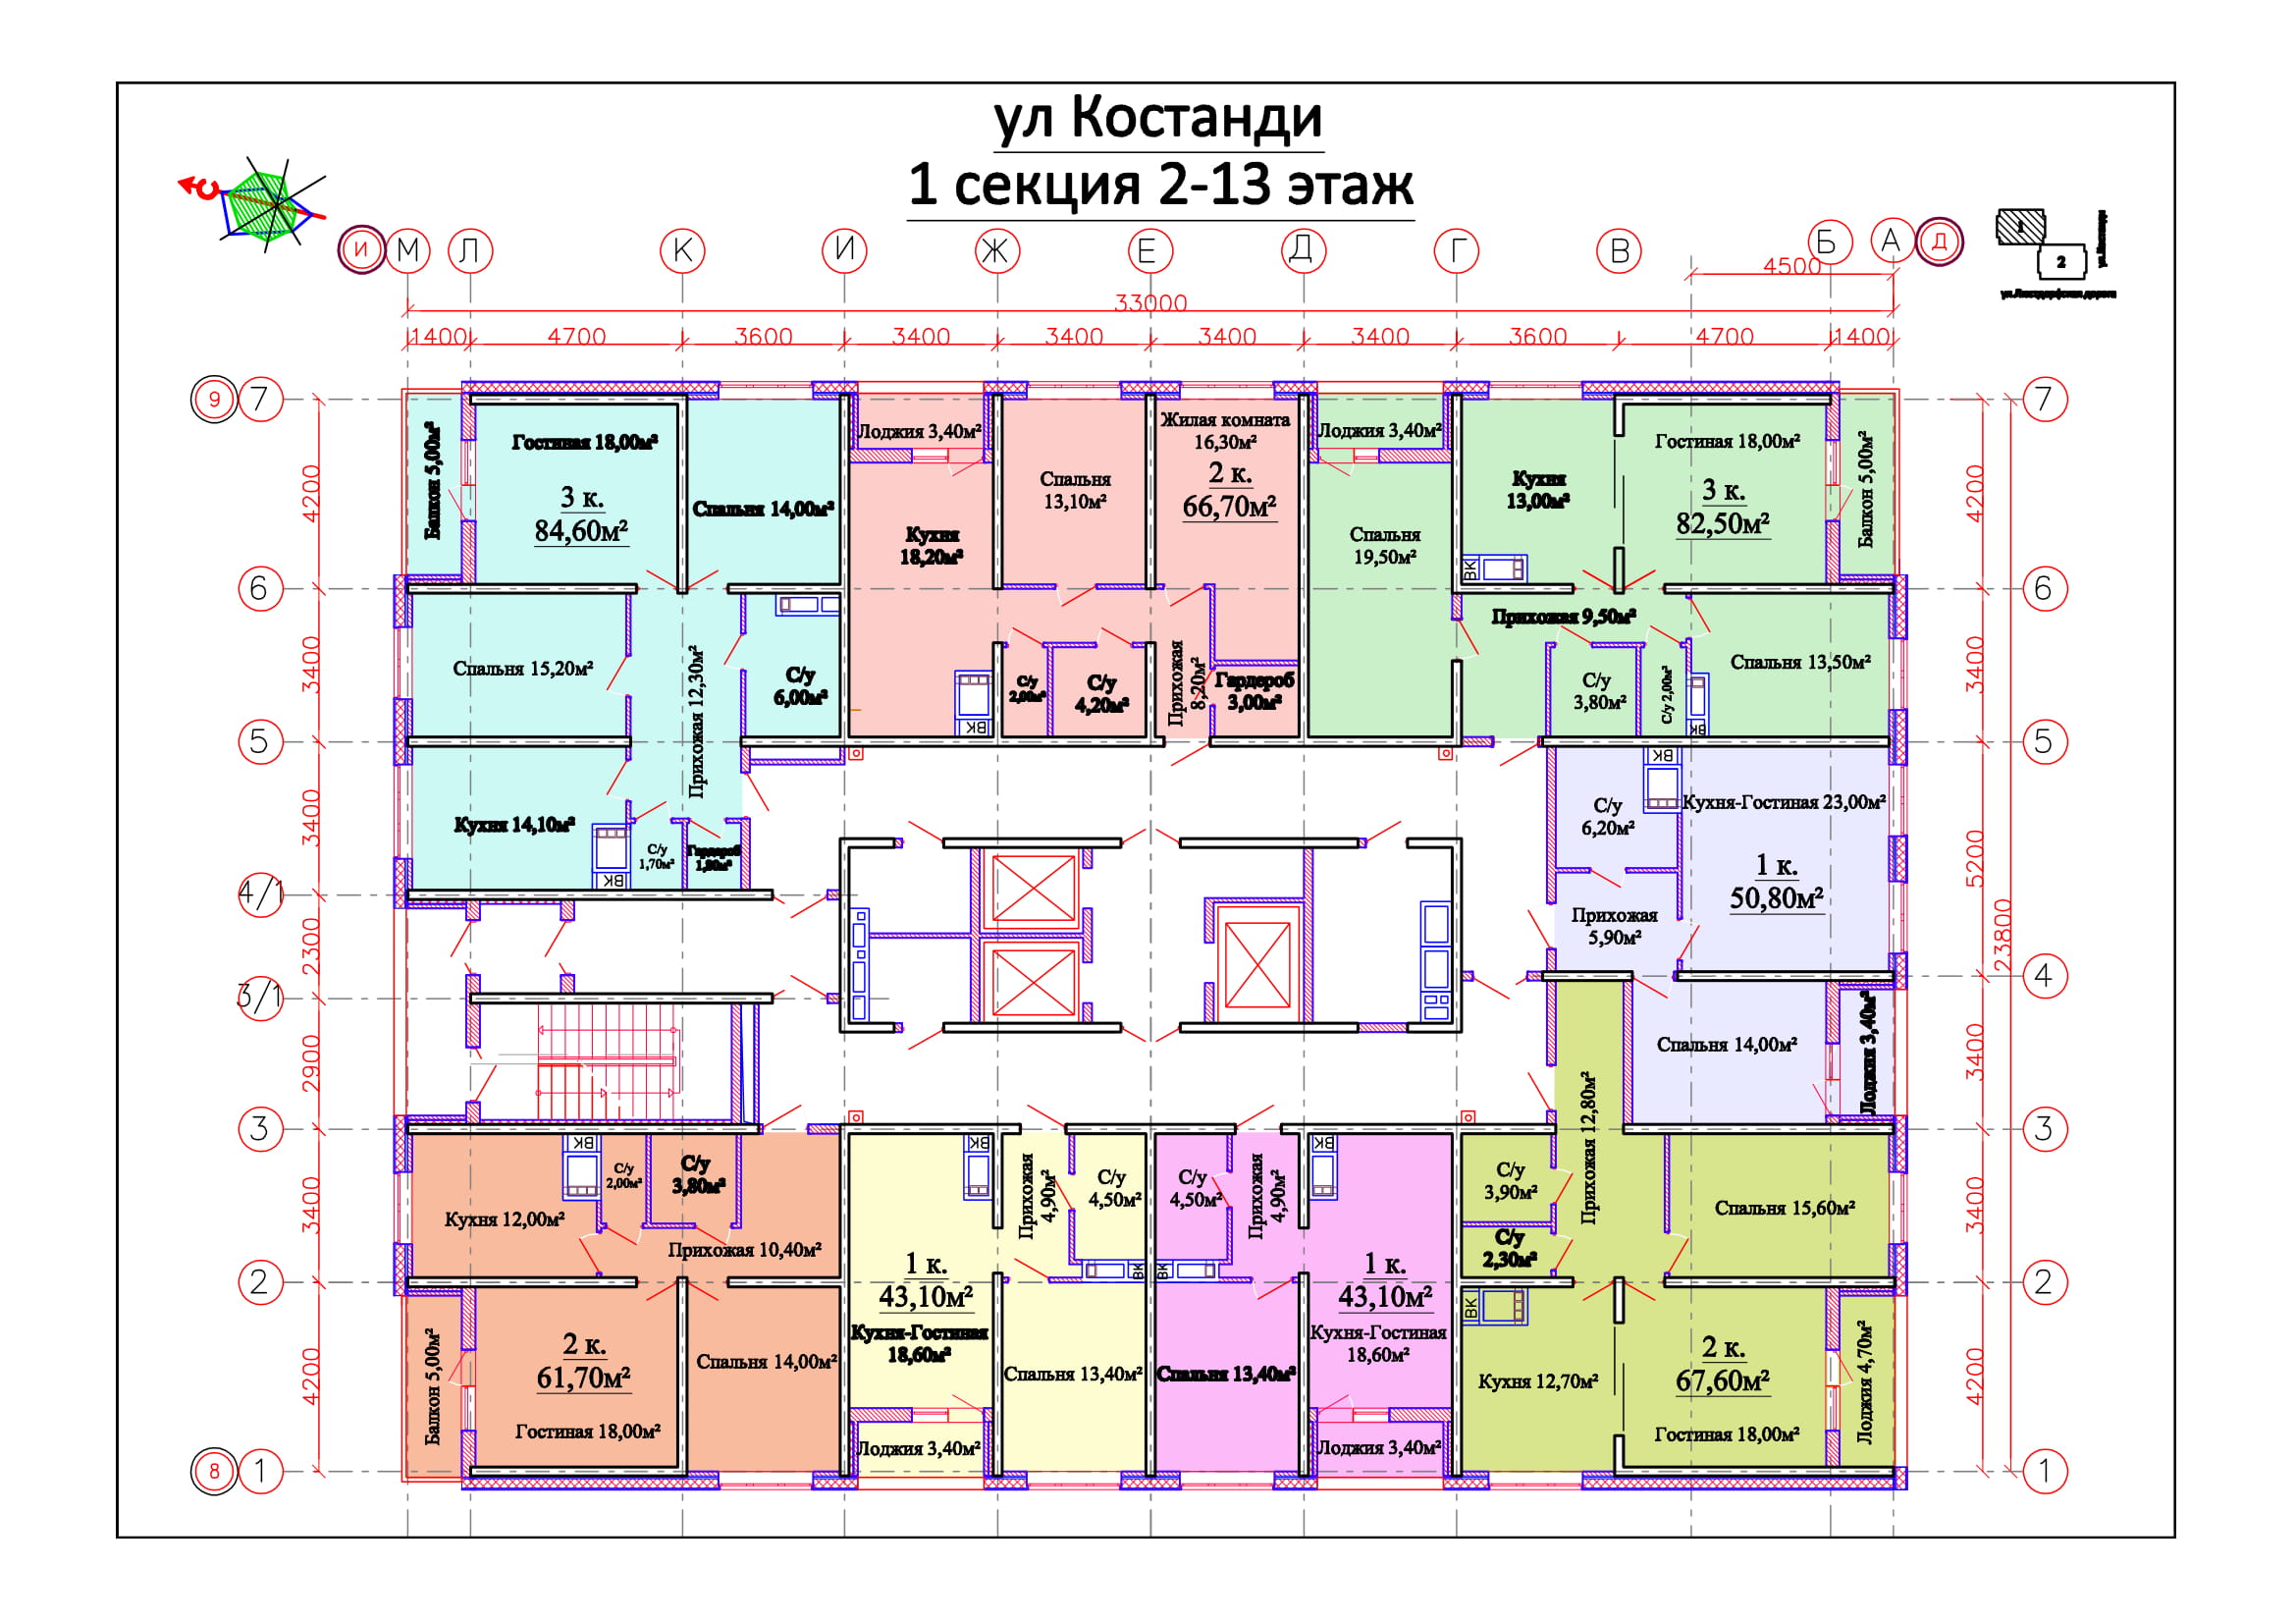 ул Костанди
1 секция 2-13 этаж
С
И
М
Л
К
И
Ж
Е
Д
Г
В
Б
А
Д
1
2
ул.Костанди
ул.Люстдорфская дорога
4500
33000
1400
4700
3600
3400
3400
3400
3400
3600
4700
1400
9
7
6
5
4/1
3/1
3
2
8
1
4200
3400
3400
2300
2900
3400
4200
7
6
5
4
3
2
1
4200
3400
5200
3400
3400
4200
23800
Балкон 5,00м²
Гостиная 18,00м²
3 к.
84,60м²
Спальня 14,00м²
Спальня 15,20м²
Прихожая 12,30м²
С/у
6,00м²
Кухня 14,10м²
ВК
С/у
1,70м²
Гардероб
1,80м²
Лоджия 3,40м²
Кухня
18,20м²
ВК
Спальня
13,10м²
Жилая комната
16,30м²
2 к.
66,70м²
С/у
2,00м²
С/у
4,20м²
Прихожая
8,20м²
Гардероб
3,00м²
Лоджия 3,40м²
Спальня
19,50м²
Кухня
13,00м²
ВК
Гостиная 18,00м²
3 к.
82,50м²
Балкон 5,00м²
Прихожая 9,50м²
С/у
3,80м²
С/у 2,00м²
ВК
Спальня 13,50м²
ВК
С/у
6,20м²
Кухня-Гостиная 23,00м²
1 к.
50,80м²
Прихожая
5,90м²
Спальня 14,00м²
Лоджия 3,40м²
ВК
Кухня 12,00м²
С/у
2,00м²
С/у
3,80м²
Прихожая 10,40м²
Балкон 5,00м²
2 к.
61,70м²
Гостиная 18,00м²
Спальня 14,00м²
ВК
Прихожая
4,90м²
С/у
4,50м²
ВК
1 к.
43,10м²
Кухня-Гостиная
18,60м²
Спальня 13,40м²
Лоджия 3,40м²
С/у
4,50м²
Прихожая
4,90м²
ВК
ВК
1 к.
43,10м²
Спальня 13,40м²
Кухня-Гостиная
18,60м²
Лоджия 3,40м²
Прихожая 12,80м²
С/у
3,90м²
С/у
2,30м²
Спальня 15,60м²
ВК
Кухня 12,70м²
2 к.
67,60м²
Гостиная 18,00м²
Лоджия 4,70м²